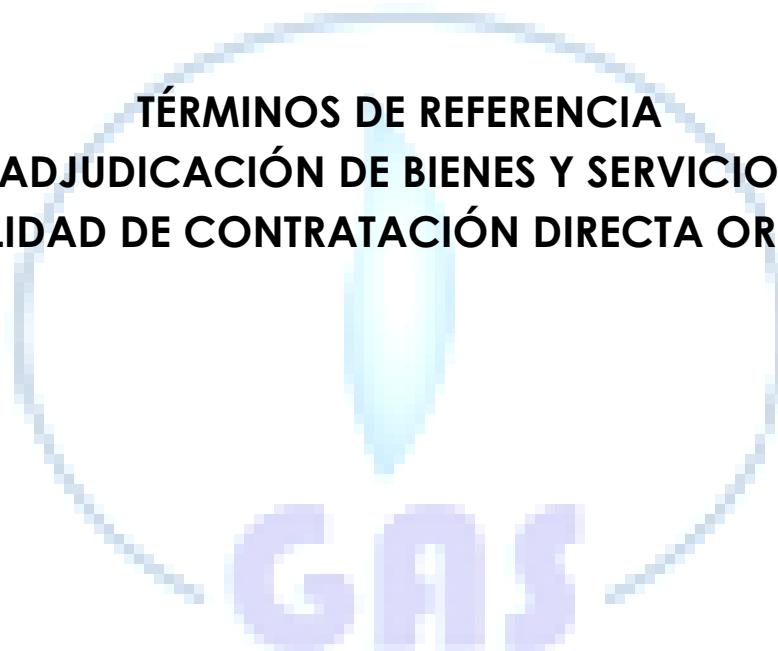 TÉRMINOS DE REFERENCIA
ADJUDICACIÓN DE BIENES Y SERVICIO
LIDAD DE CONTRATACIÓN DIRECTA OR
GAS